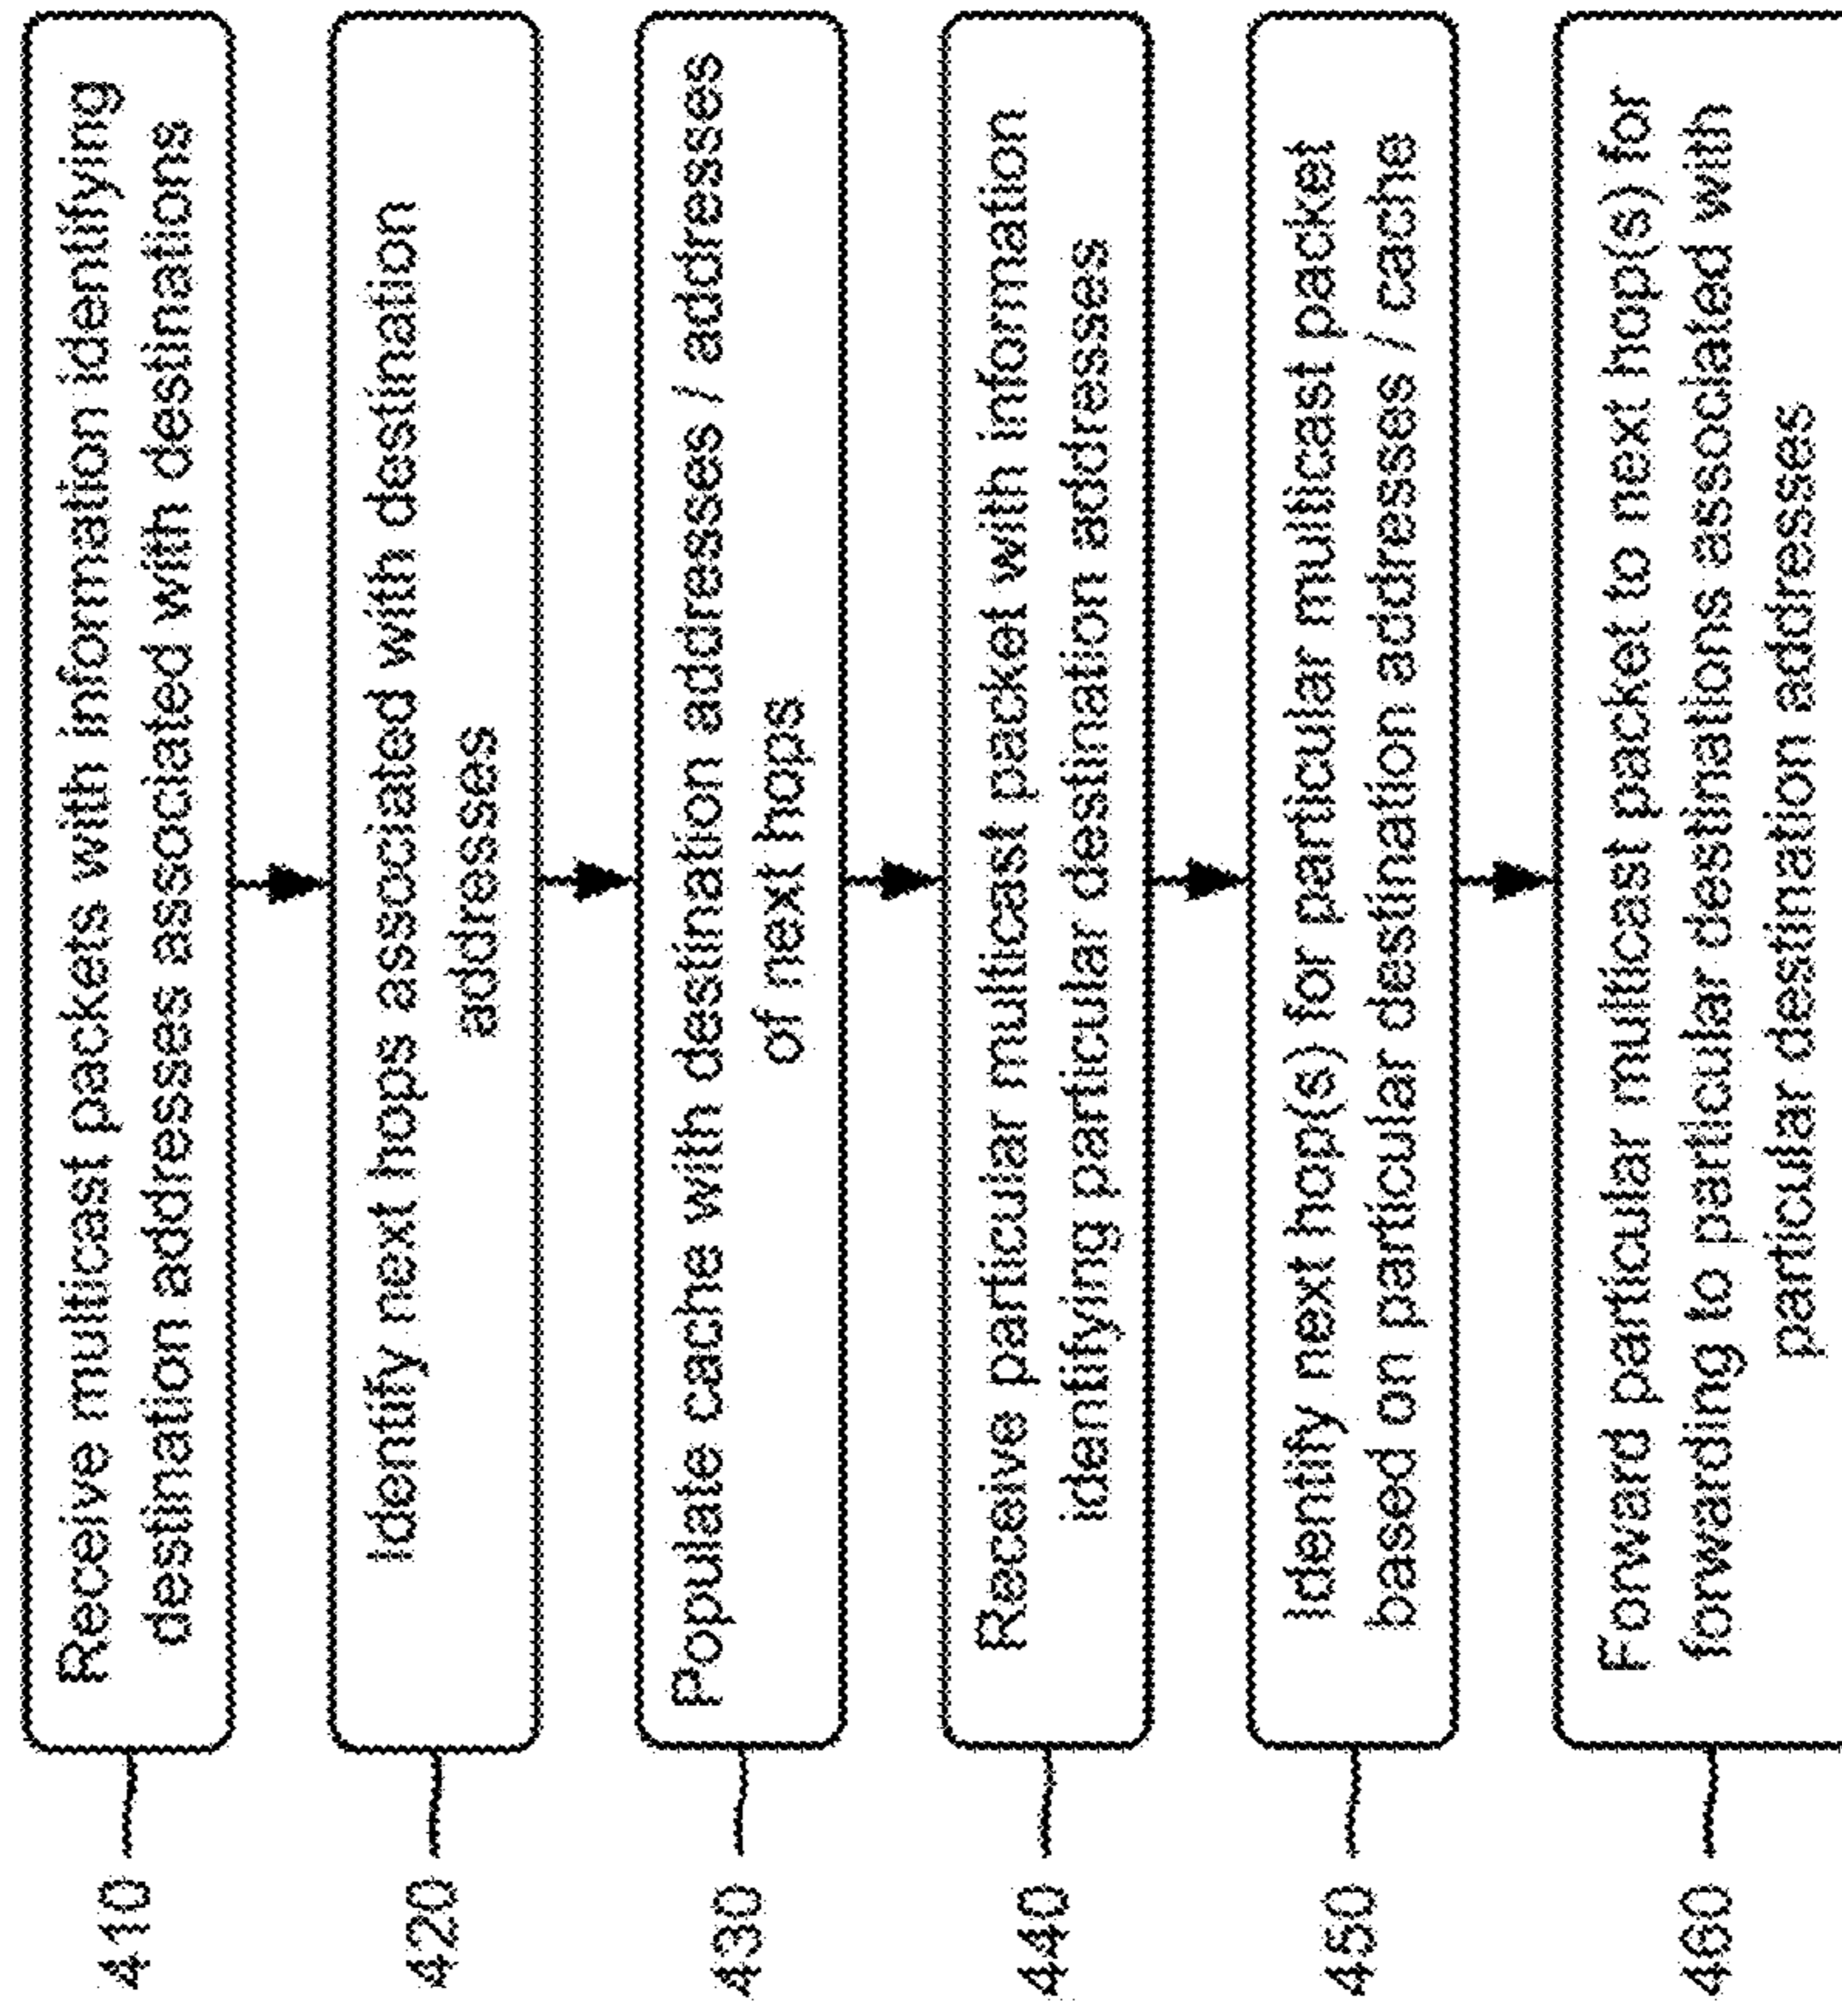 410
Receive multicast packets with information identifying
destination addresses associated with destinations
420
Identify next hops associated with destination
addresses
430
Populate cache with destination addresses / addresses
of next hops
440
Receive particular multicast packet with information
identifying particular destination addresses
450
Identify next hop(s) for particular multicast packet
based on particular destination addresses / cache
460
Forward particular multicast packet to next hop(s) for
forwarding to particular destinations associated with
particular destination addresses